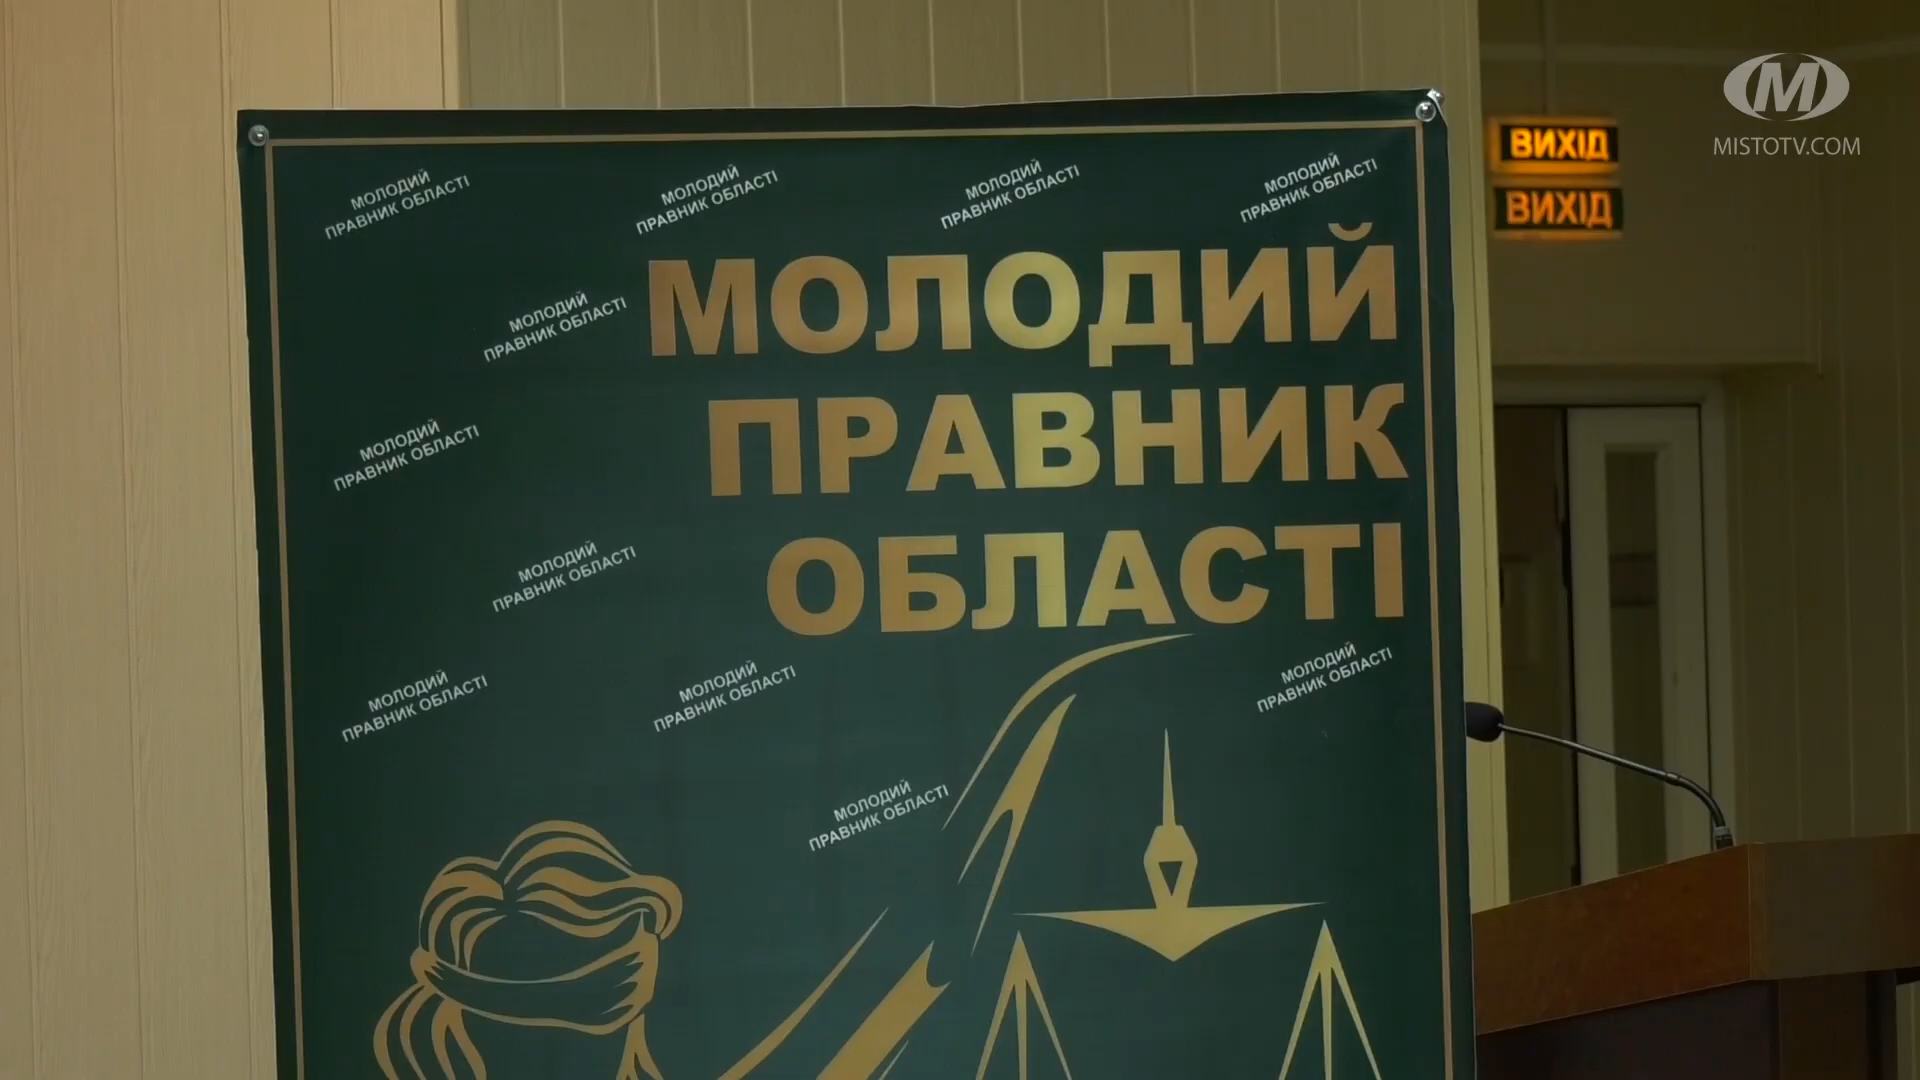 M
MISTOTV.COM
ВИХІД
ВИХІД
МОЛОДИЙ
ПРАВНИК ОБЛАСТІ
МОЛОДИЙ
ПРАВНИК ОБЛАСТІ
МОЛОДИЙ
ПРАВНИК ОБЛАСТІ
МОЛОДИЙ
ПРАВНИК ОБЛАСТІ
МОЛОДИЙ
ПРАВНИК
ОБЛАСТІ
МОЛОДИЙ
ПРАВНИК ОБЛАСТІ
МОЛОДИЙ
ПРАВНИК ОБЛАСТІ
МОЛОДИЙ
ПРАВНИК ОБЛАСТІ
МОЛОДИЙ
ПРАВНИК ОБЛАСТІ
МОЛОДИЙ
ПРАВНИК ОБЛАСТІ
МОЛОДИЙ
ПРАВНИК ОБЛАСТІ
МОЛОДИЙ
ПРАВНИК ОБЛАСТІ